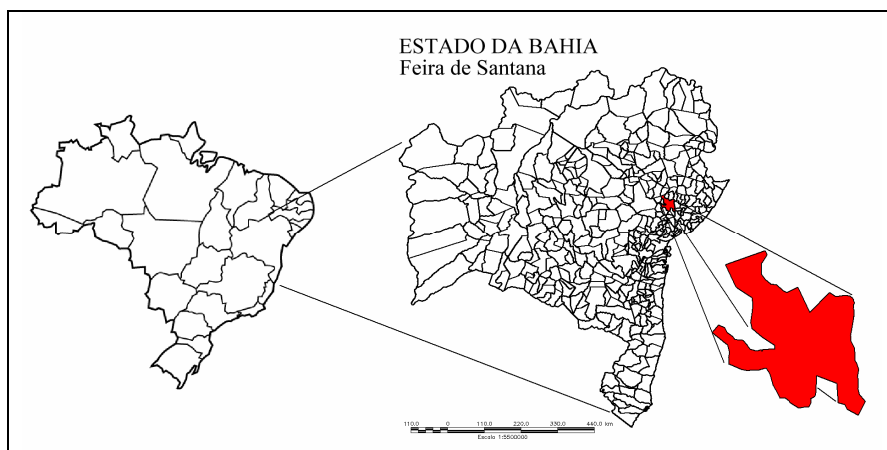 ESTADO DA BAHIA
Feira de Santana
110.0 0 110.0 220.0 330.0 440.0 km
Escala 1:5500000